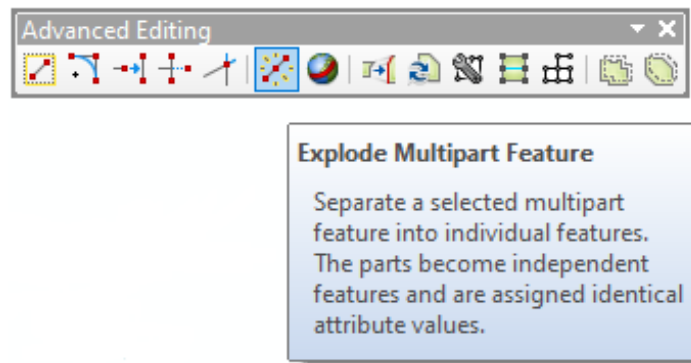 Advanced Editing
Explode Multipart Feature
Separate a selected multipart
feature into individual features.
The parts become independent
features and are assigned identical
attribute values.